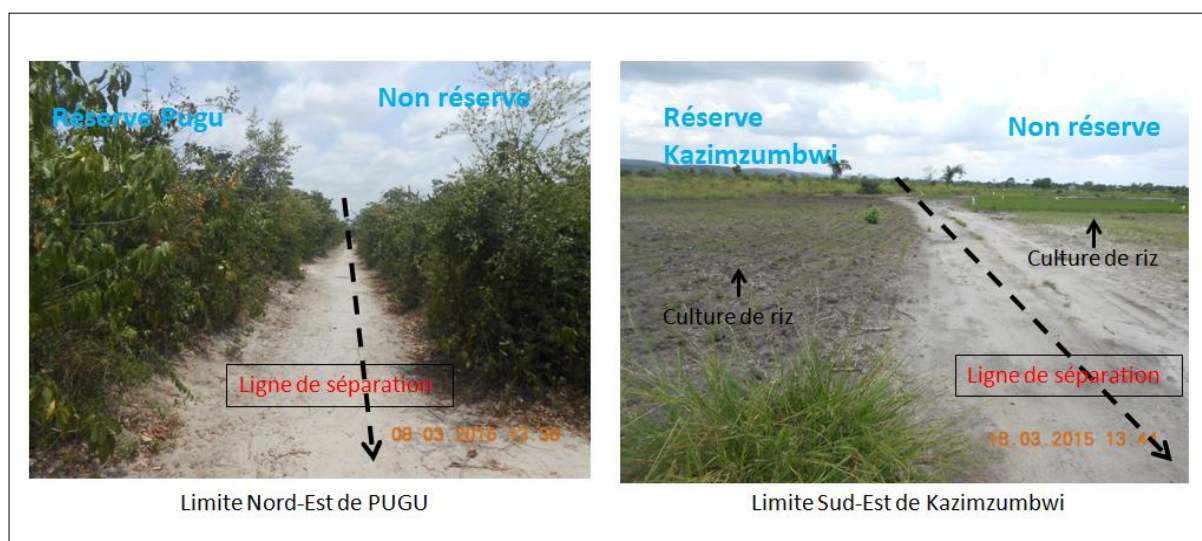 Réserve Pugu
Non réserve
Ligne de séparation
08.03.2015 13:38
Limite Nord-Est de PUGU
Réserve
Kazimzumbwi
Non réserve
Culture de riz
Culture de riz
Ligne de séparation
18.03.2015 13:44
Limite Sud-Est de Kazimzumbwi